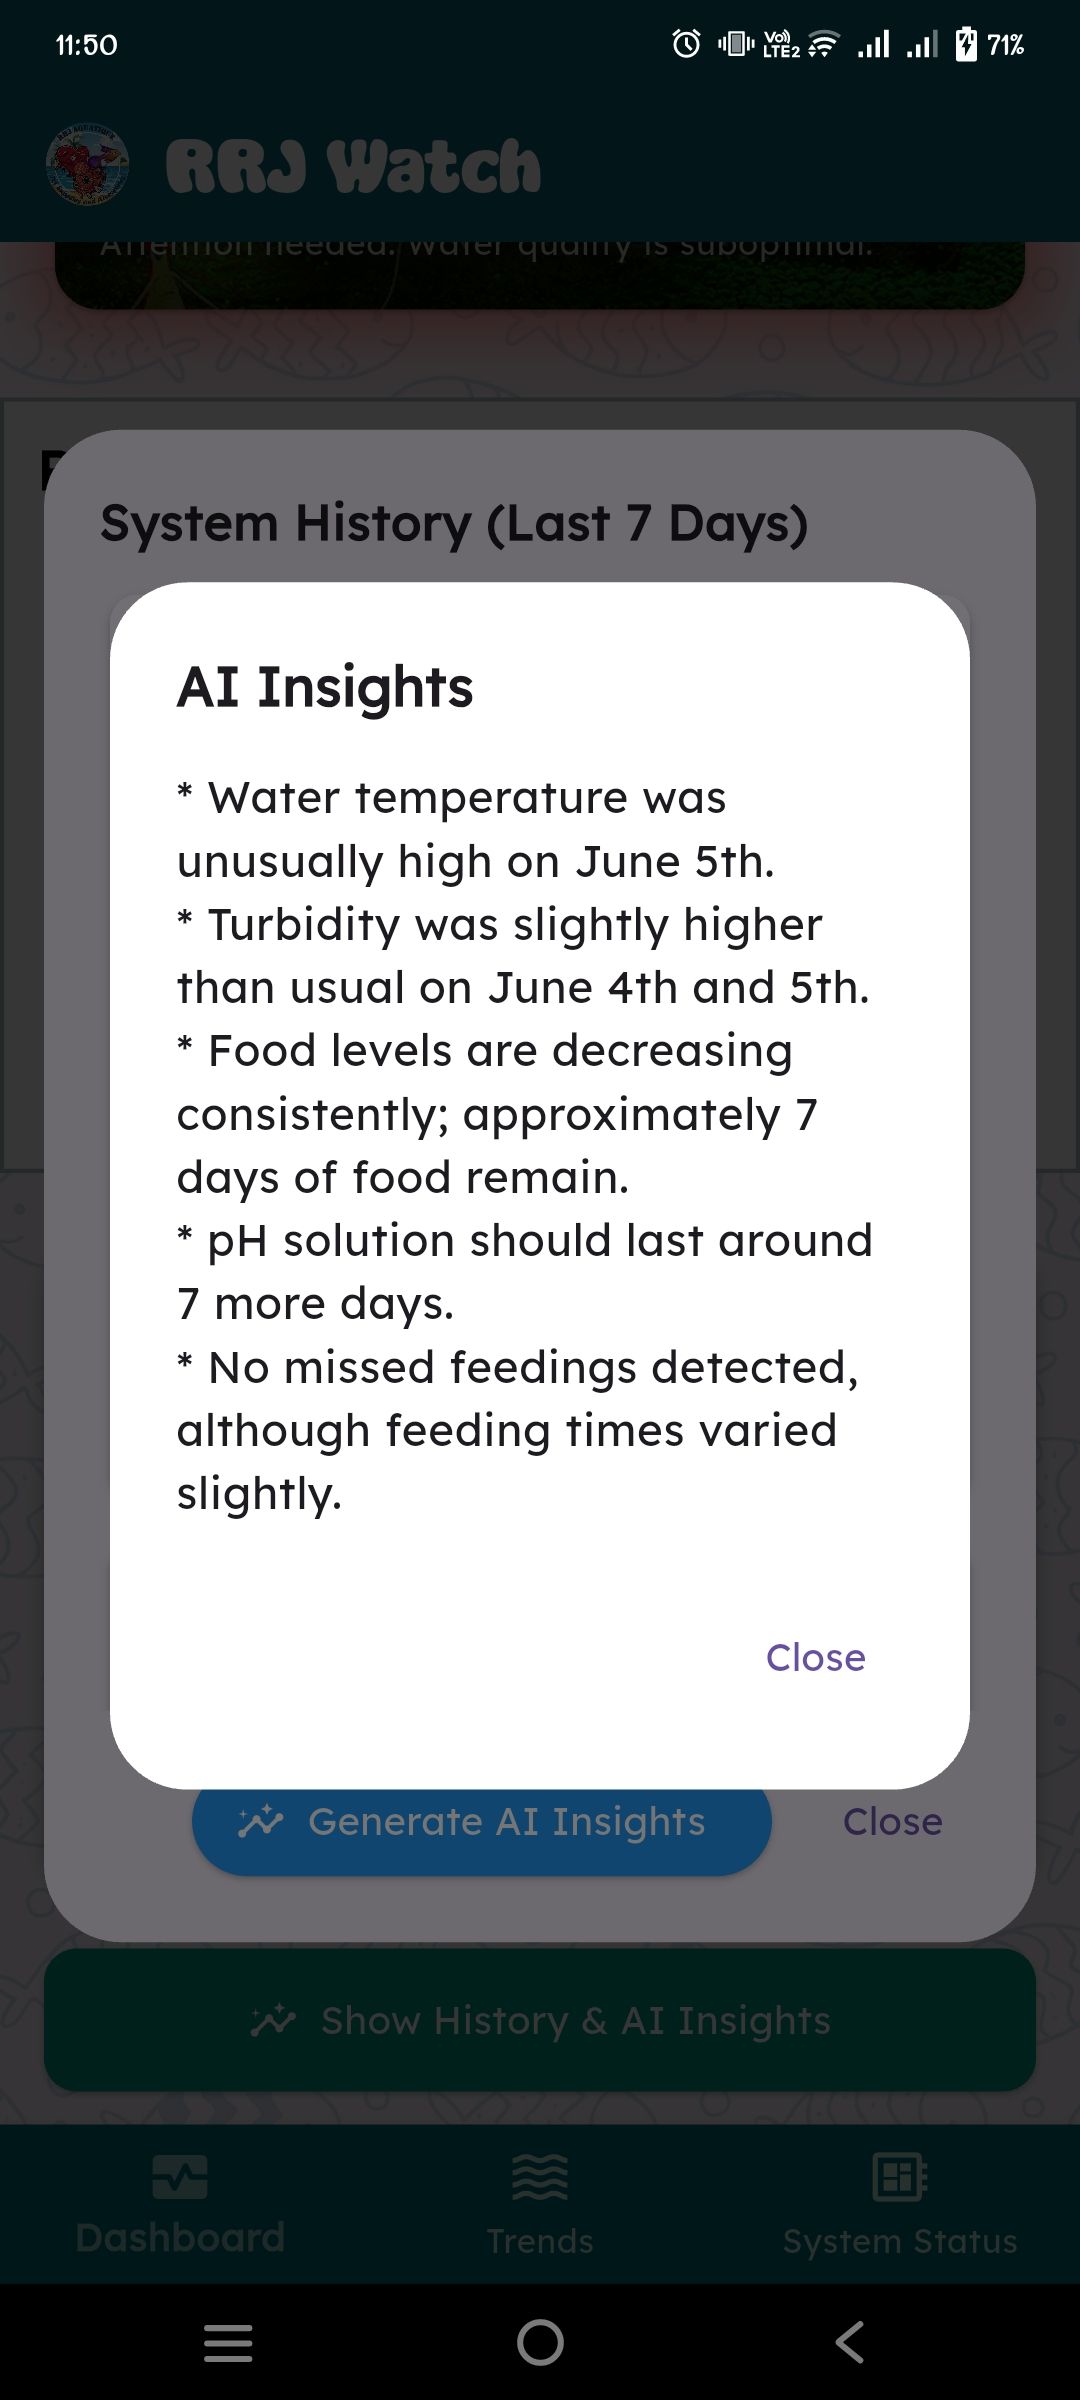 11:50
Vo))
LTE2
71%
RRJ Watch
Attention needed. Water quality is suboptimal.
System History (Last 7 Days)
AI Insights
* Water temperature was
unusually high on June 5th.
* Turbidity was slightly higher
than usual on June 4th and 5th.
* Food levels are decreasing
consistently; approximately 7
days of food remain.
* pH solution should last around
7 more days.
* No missed feedings detected,
although feeding times varied
slightly.
Close
Generate AI Insights
Close
Show History & AI Insights
Dashboard
Trends
System Status